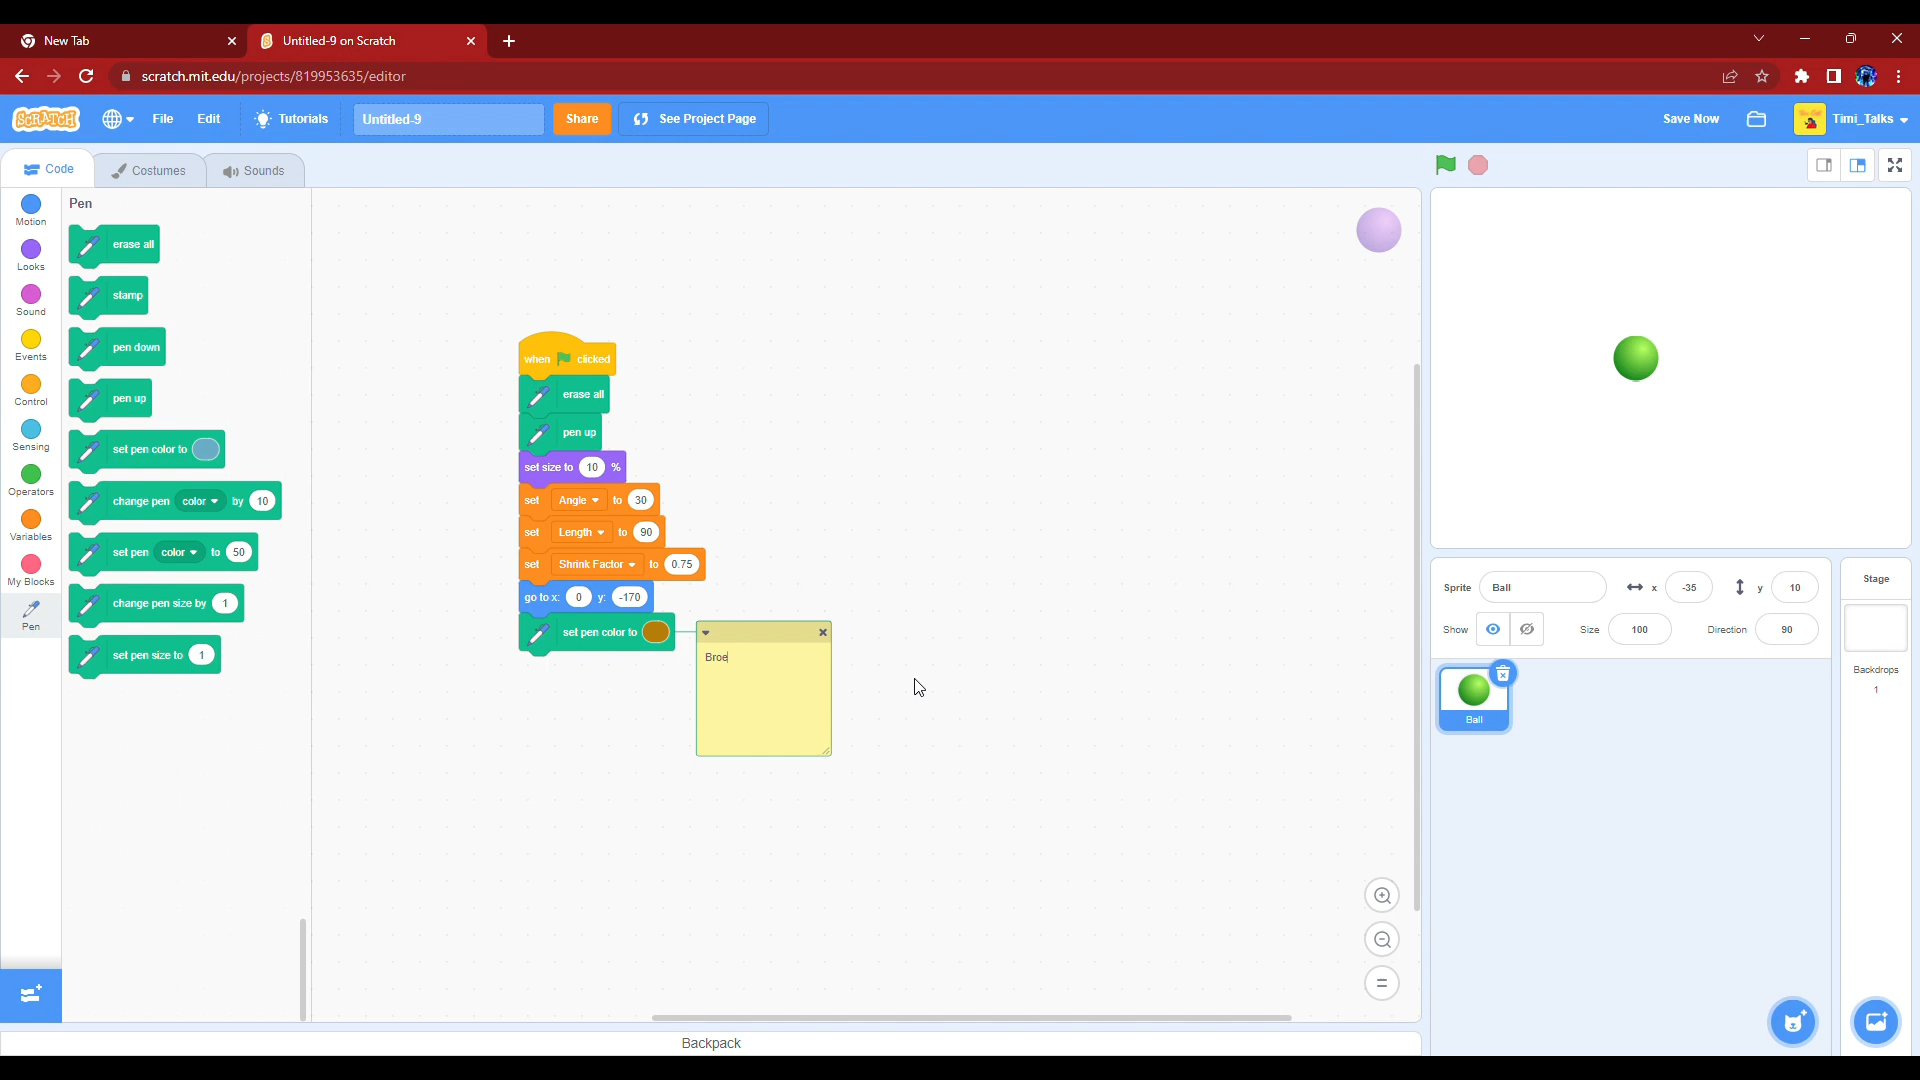 New Tab
Untitled-9 on Scratch
scratch.mit.edu/projects/819953635/editor
SCRATCH
File
Edit
Tutorials
Untitled-9
Share
See Project Page
Save Now
Timi_Talks
Code
Costumes
Sounds
Motion
Looks
Sound
Events
Control
Sensing
Operators
Variables
My Blocks
Pen
Pen
erase all
stamp
pen down
pen up
set pen color to
change pen color by 10
set pen color to 50
change pen size by 1
set pen size to 1
when clicked
erase all
pen up
set size to 10 %
set Angle to 30
set Length to 90
set Shrink Factor to 0.75
go to x: 0 y: -170
set pen color to
Broe
Backpack
Sprite Ball x -35 y 10
Show Size 100 Direction 90
Ball
Stage
Backdrops
1